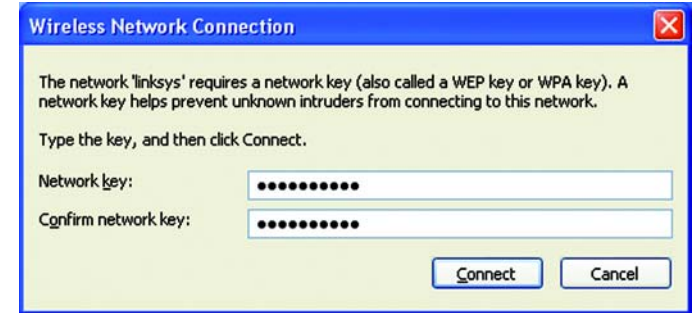 Wireless Network Connection
The network 'linksys' requires a network key (also called a WEP key or WPA key). A
network key helps prevent unknown intruders from connecting to this network.
Type the key, and then click Connect.
Network key: ●●●●●●●●●●
Confirm network key: ●●●●●●●●●●
Connect Cancel